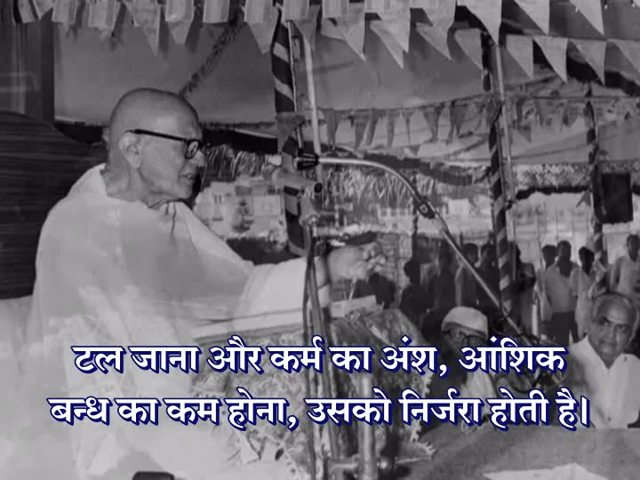 टल जाना और कर्म का अंश, आंशिक
बन्ध का कम होना, उसको निर्जरा होती है।